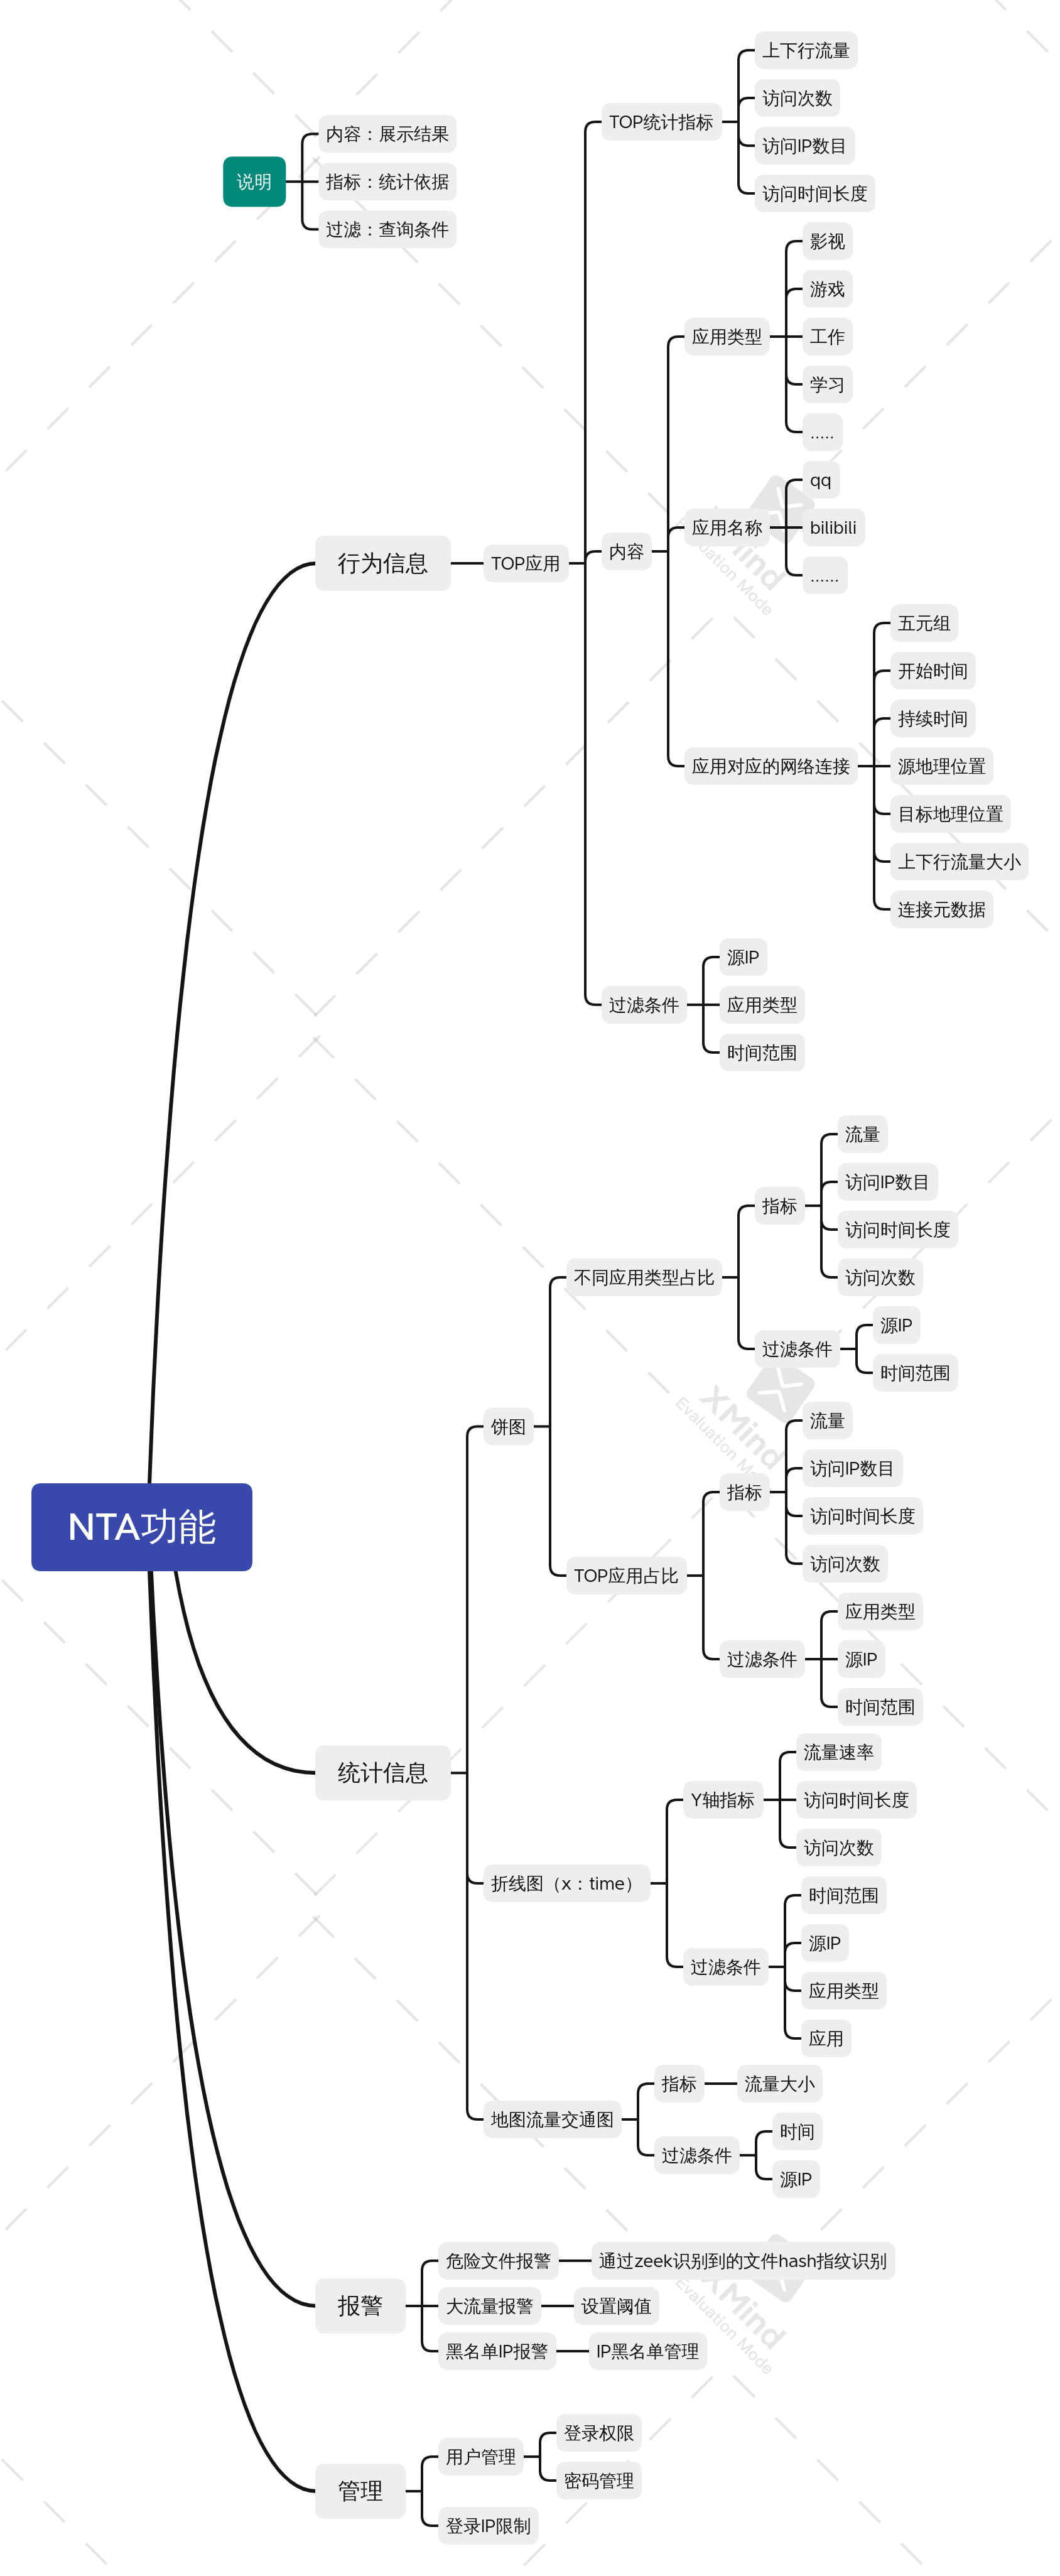 说明
内容：展示结果
指标：统计依据
过滤：查询条件
NTA功能
行为信息
TOP应用
TOP统计指标
上下行流量
访问次数
访问IP数目
访问时间长度
内容
应用类型
影视
游戏
工作
学习
.....
应用名称
qq
bilibili
......
应用对应的网络连接
五元组
开始时间
持续时间
源地理位置
目标地理位置
上下行流量大小
连接元数据
过滤条件
源IP
应用类型
时间范围
统计信息
饼图
不同应用类型占比
指标
流量
访问IP数目
访问时间长度
访问次数
过滤条件
源IP
时间范围
TOP应用占比
指标
流量
访问IP数目
访问时间长度
访问次数
过滤条件
应用类型
源IP
时间范围
折线图（x：time）
Y轴指标
流量速率
访问时间长度
访问次数
过滤条件
时间范围
源IP
应用类型
应用
地图流量交通图
指标
流量大小
过滤条件
时间
源IP
报警
危险文件报警
通过zeek识别到的文件hash指纹识别
大流量报警
设置阈值
黑名单IP报警
IP黑名单管理
管理
用户管理
登录权限
密码管理
登录IP限制
XMind
Evaluation Mode